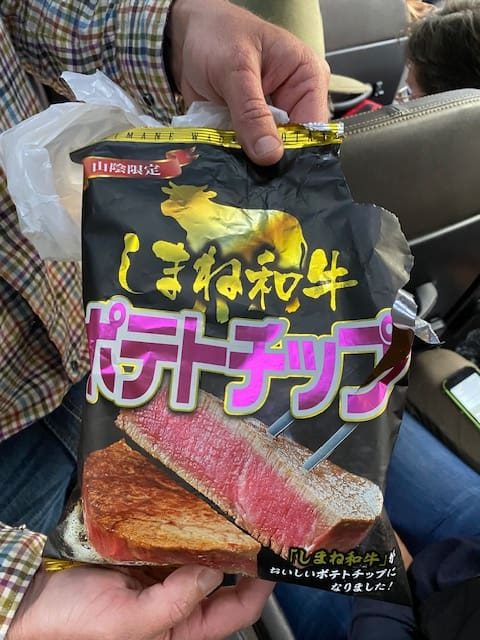 山陰限定
しまね和牛
ポテトチップ
「しまね和牛」が
おいしいポテトチップに
なりました!